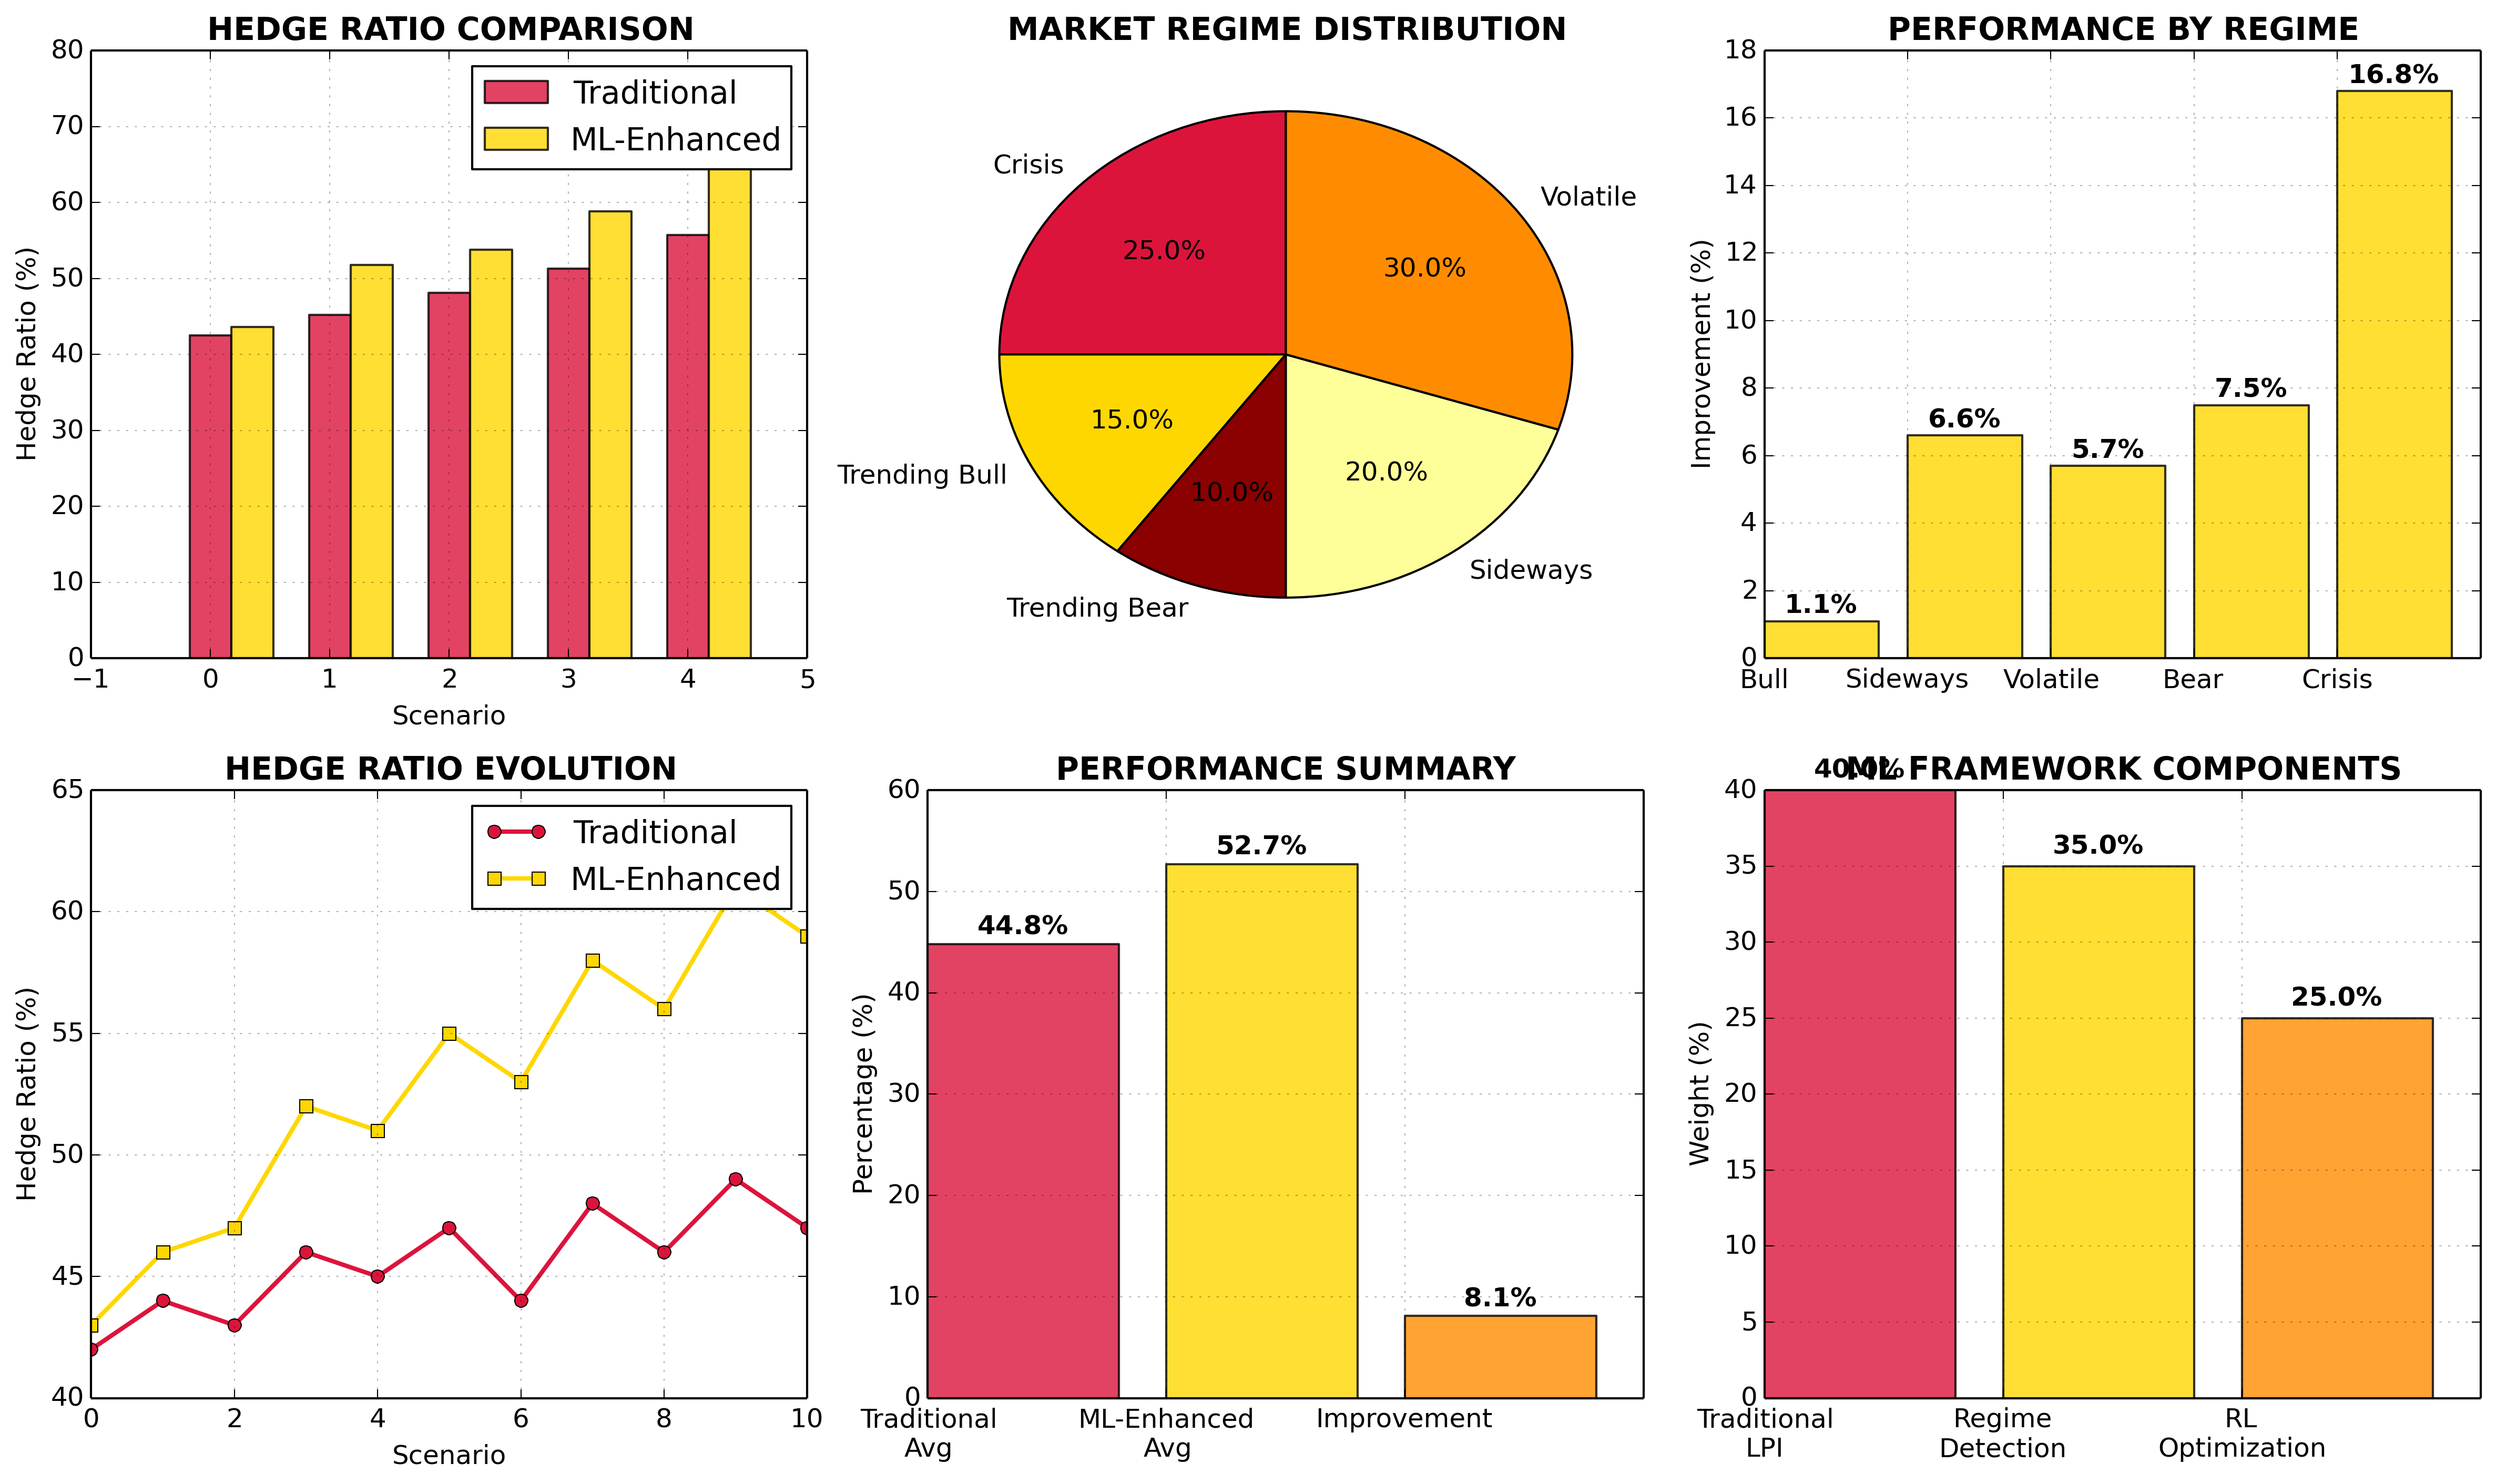 HEDGE RATIO COMPARISON
80
70
60
50
40
30
20
10
0
Hedge Ratio (%)
Traditional
ML-Enhanced
−1
0
1
2
3
4
5
Scenario
MARKET REGIME DISTRIBUTION
Crisis
25.0%
Volatile
30.0%
Trending Bull
15.0%
Trending Bear
10.0%
Sideways
20.0%
PERFORMANCE BY REGIME
18
16
14
12
10
8
6
4
2
0
Improvement (%)
1.1%
6.6%
5.7%
7.5%
16.8%
Bull
Sideways
Volatile
Bear
Crisis
HEDGE RATIO EVOLUTION
65
60
55
50
45
40
Hedge Ratio (%)
Traditional
ML-Enhanced
0
2
4
6
8
10
Scenario
PERFORMANCE SUMMARY
60
50
40
30
20
10
0
Percentage (%)
44.8%
52.7%
8.1%
Traditional
Avg
ML-Enhanced
Avg
Improvement
ML FRAMEWORK COMPONENTS
40
35
30
25
20
15
10
5
0
Weight (%)
40.0%
35.0%
25.0%
Traditional
LPI
Regime
Detection
RL
Optimization